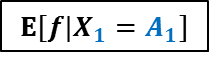 E[f|X₁ = A₁]